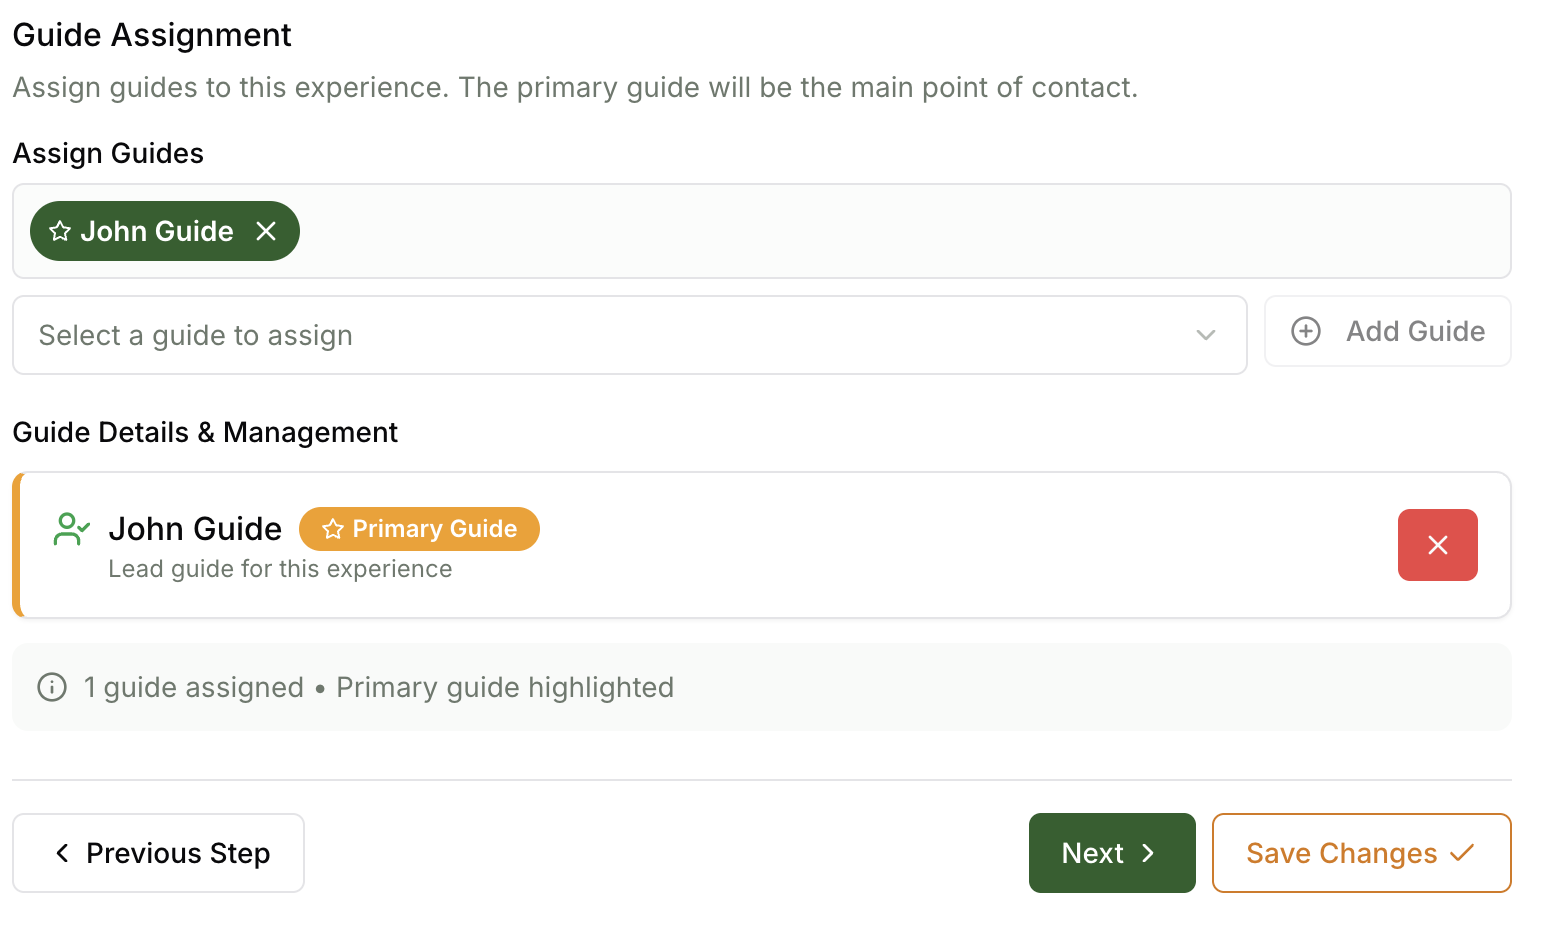 Guide Assignment
Assign guides to this experience. The primary guide will be the main point of contact.
Assign Guides
John Guide
Select a guide to assign
Add Guide
Guide Details & Management
John Guide
Primary Guide
Lead guide for this experience
1 guide assigned • Primary guide highlighted
Previous Step
Next
Save Changes